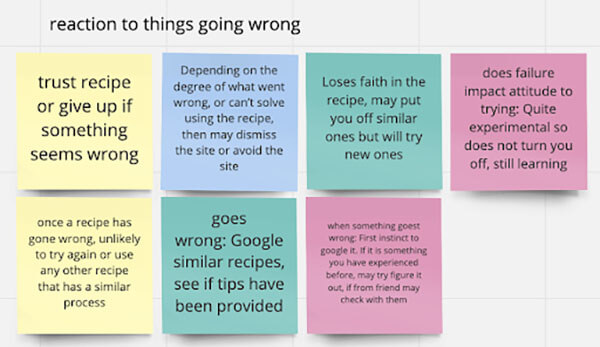 reaction to things going wrong
trust recipe
or give up if
something
seems wrong
Depending on the
degree of what went
wrong, or can't solve
using the recipe,
then may dismiss
the site or avoid the
site
Loses faith in the
recipe, may put
you off similar
ones but will try
new ones
does failure
impact attitude to
trying: Quite
experimental so
does not turn you
off, still learning
once a recipe has
gone wrong, unlikely
to try again or use
any other recipe
that has a similar
process
goes
wrong: Google
similar recipes,
see if tips have
been provided
when something goest
wrong: First instinct to
google it. If it is something
you have experienced
before, may try figure it
out, if from friend may
check with them